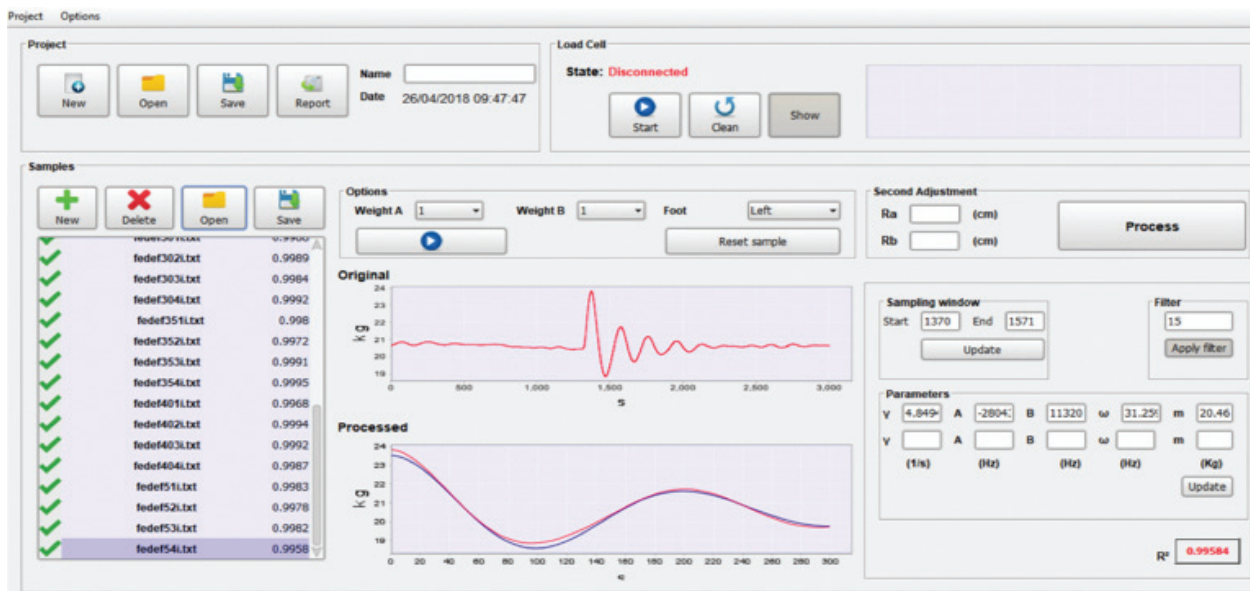 Project Options
Project
New Open Save Report
Name
Date 26/04/2018 09:47:47
Load Cell
State: Disconnected
Start Clean Show
Samples
New Delete Open Save
fedef302i.txt 0.9989
fedef303i.txt 0.9984
fedef304i.txt 0.9992
fedef351i.txt 0.998
fedef352i.txt 0.9972
fedef353i.txt 0.9991
fedef354i.txt 0.9995
fedef401i.txt 0.9968
fedef402i.txt 0.9994
fedef403i.txt 0.9992
fedef404i.txt 0.9987
fedef51i.txt 0.9983
fedef52i.txt 0.9978
fedef53i.txt 0.9982
fedef54i.txt 0.9958
Options
Weight A 1 Weight B 1 Foot Left
Reset sample
Original
24
23
22
21
20
19
kg
0 500 1,000 1,500 2,000 2,500 3,000
s
Processed
24
23
22
21
20
19
kg
0 20 40 60 80 100 120 140 160 180 200 220 240 260 280 300
Second Adjustment
Ra (cm)
Rb (cm)
Process
Sampling window
Start 1370 End 1571
Update
Filter
15
Apply filter
Parameters
γ 4.849 A -2804 B 11320 ω 31.25 m 20.46
γ A B ω m
(1/s) (Hz) (Hz) (Hz) (Kg)
Update
R² 0.99584